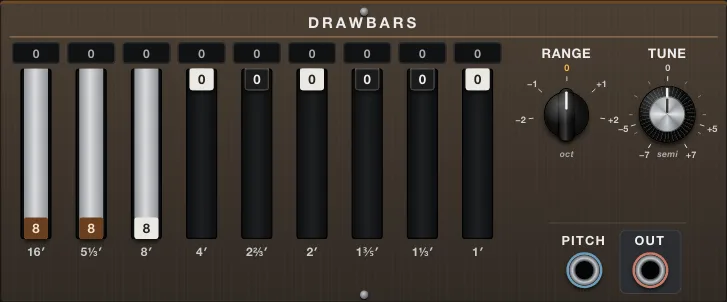 DRAWBARS
0 0 0 0 0 0 0 0 0
0 0 0 0 0 0
8 8 8
16′ 5⅓′ 8′ 4′ 2⅔′ 2′ 1⅗′ 1⅓′ 1′
RANGE
0
−1 +1
−2 +2
oct
TUNE
0
−5 +5
−7 semi +7
PITCH OUT